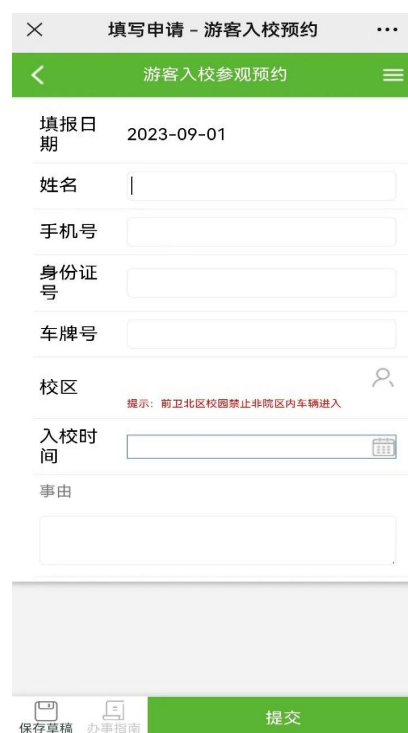 填写申请 – 游客入校预约
游客入校参观预约
填报日
期
2023-09-01
姓名
手机号
身份证
号
车牌号
校区
提示：前卫北区校园禁止非院区内车辆进入
入校时
间
事由
保存草稿
办事指南
提交